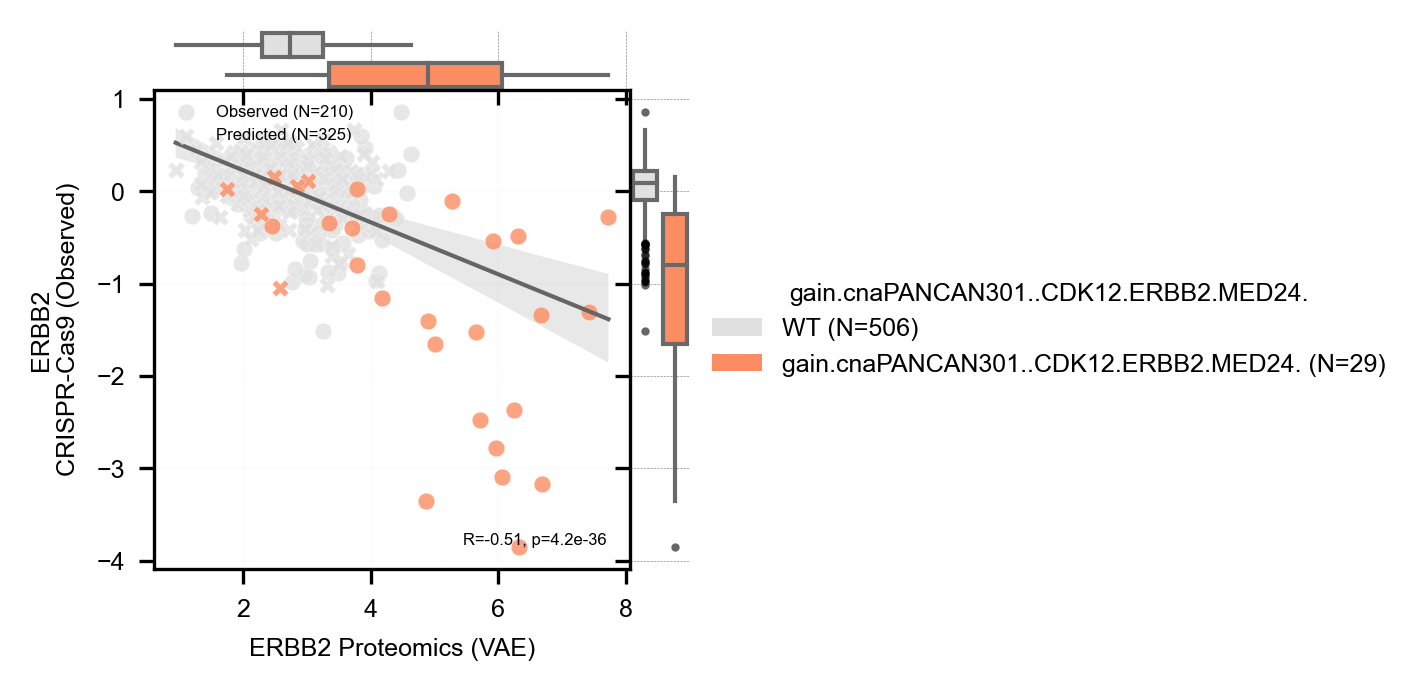 1
Observed (N=210)
Predicted (N=325)
0
−1
−2
−3
−4
ERBB2
CRISPR-Cas9 (Observed)
R=-0.51, p=4.2e-36
2 4 6 8
ERBB2 Proteomics (VAE)
gain.cnaPANCAN301..CDK12.ERBB2.MED24.
WT (N=506)
gain.cnaPANCAN301..CDK12.ERBB2.MED24. (N=29)